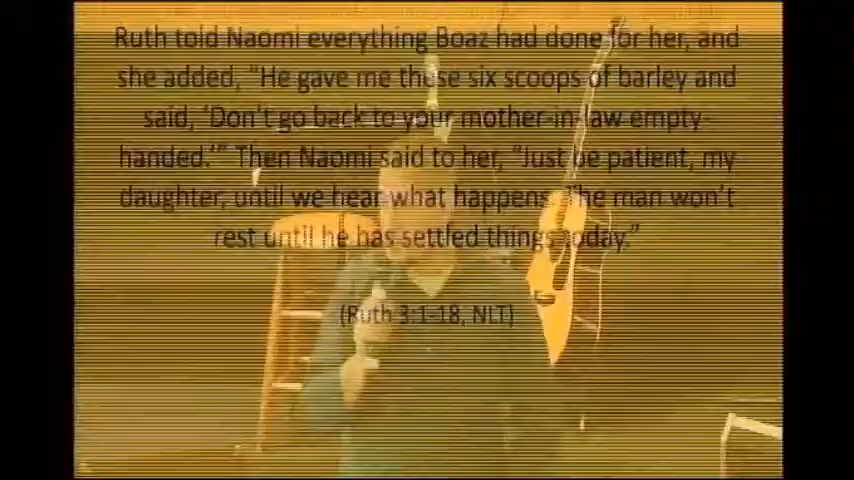 Ruth told Naomi everything Boaz had done for her, and
she added, "He gave me these six scoops of barley and
said, 'Don't go back to your mother-in-law empty-
handed.'" Then Naomi said to her, "Just be patient, my
daughter, until we hear what happens. The man won't
rest until he has settled things today."
(Ruth 3:1-18, NLT)